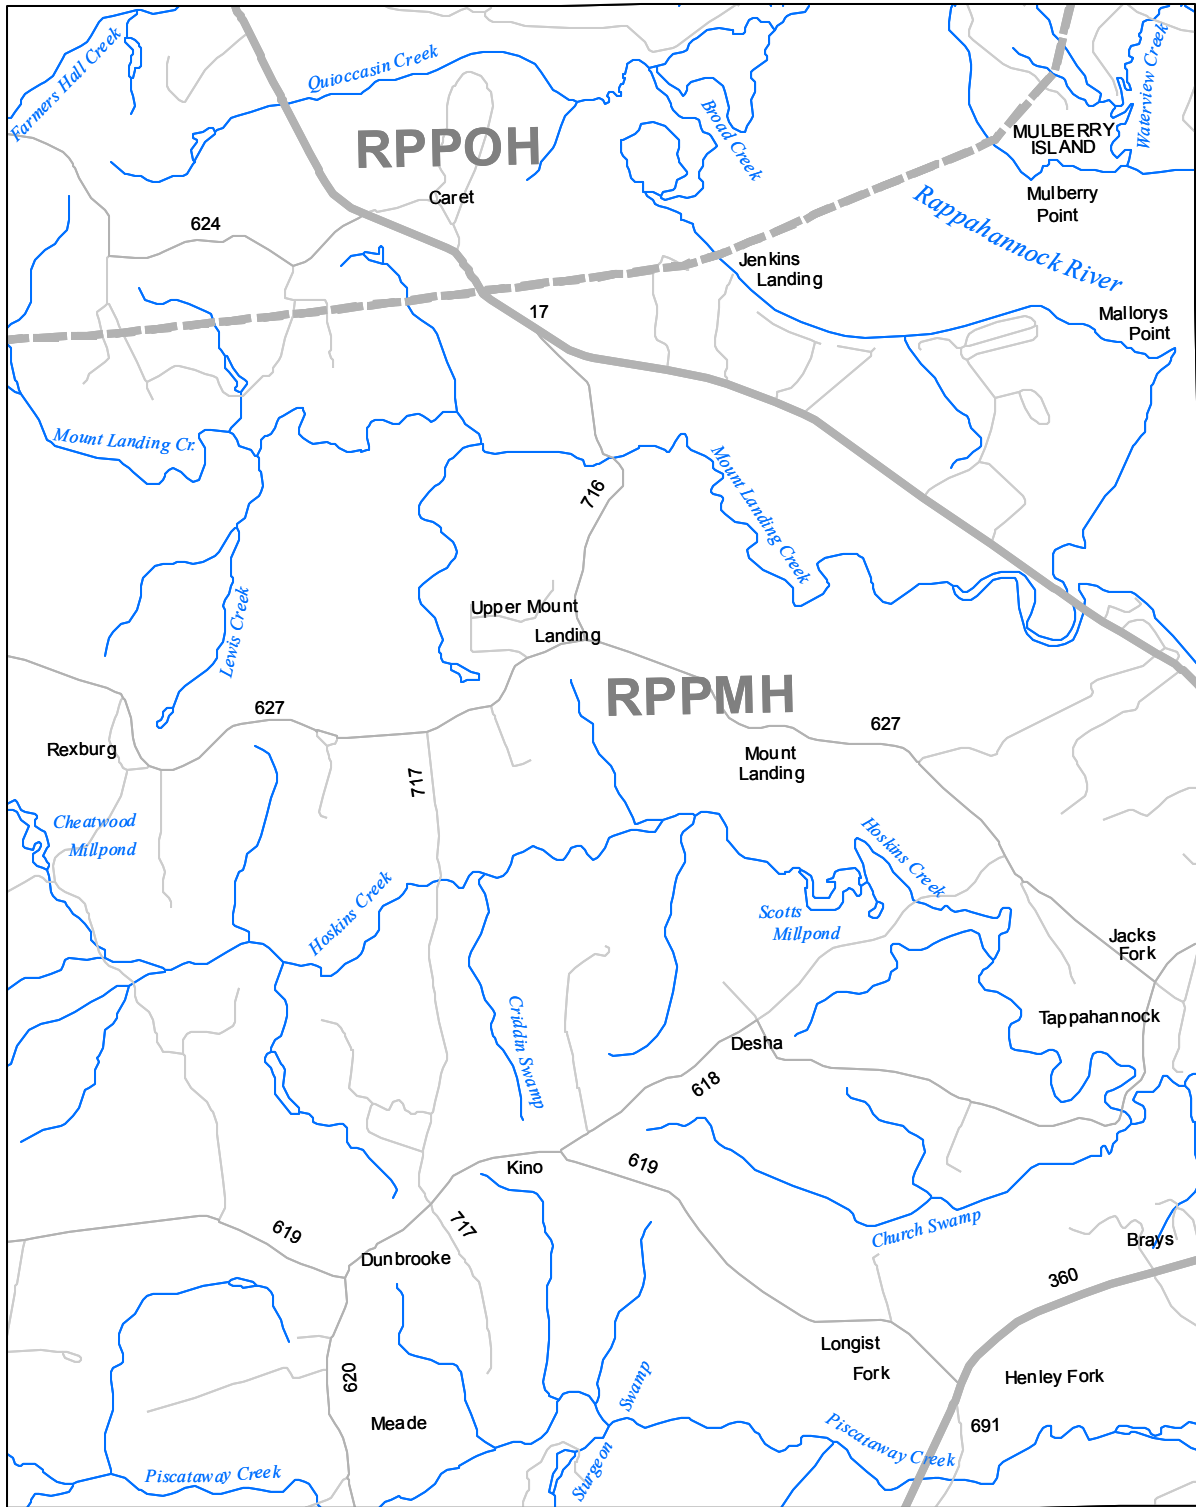 Farmers Hall Creek
Quioccasin Creek
Broad Creek
Waterview Creek
RPPOH
MULBERRY
ISLAND
Caret
Mulberry
Point
624
Rappahannock River
Jenkins
Landing
17
Mallorys
Point
Mount Landing Cr.
Mount Landing Creek
716
Lewis Creek
Upper Mount
Landing
RPPMH
627
627
Rexburg
Mount
Landing
717
Cheatwood
Millpond
Hoskins Creek
Hoskins Creek
Scotts
Millpond
Jacks
Fork
Criddin Swamp
Tappahannock
Desha
618
Kino
619
619
717
Church Swamp
Brays
Dunbrooke
360
Longist
Fork
620
Swamp
Henley Fork
Meade
691
Piscataway Creek
Piscataway Creek
Sturgeon